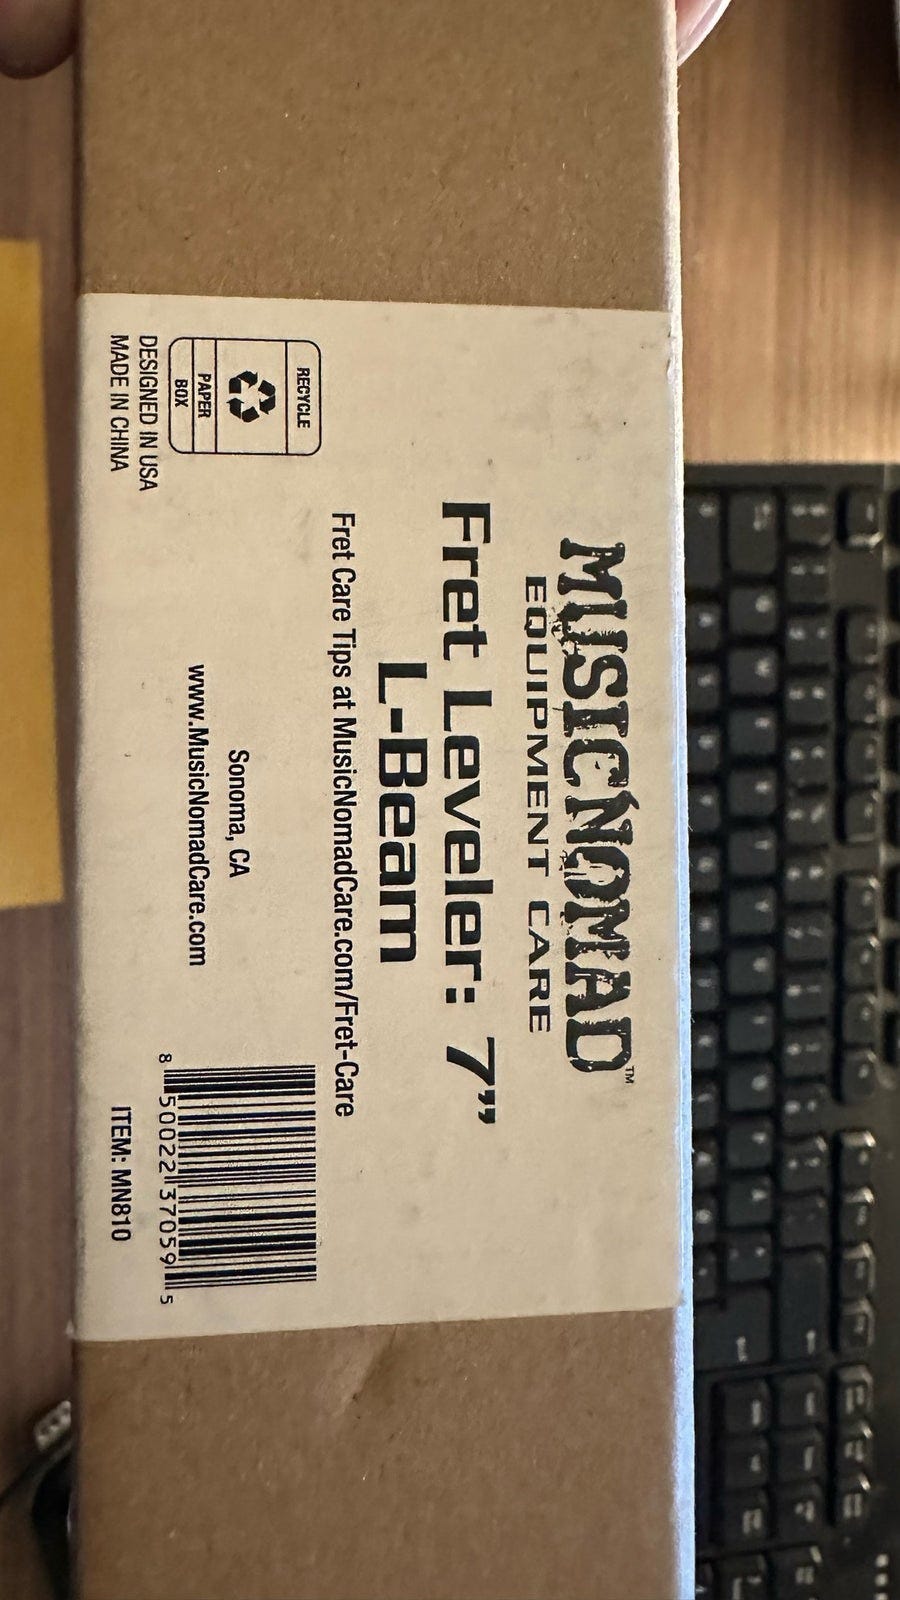 MUSICNOMAD™
EQUIPMENT CARE
Fret Leveler: 7”
L-Beam
Fret Care Tips at MusicNomadCare.com/Fret-Care
RECYCLE
PAPER
BOX
Sonoma, CA
www.MusicNomadCare.com
DESIGNED IN USA
MADE IN CHINA
8 50022 37059 5
ITEM: MN810